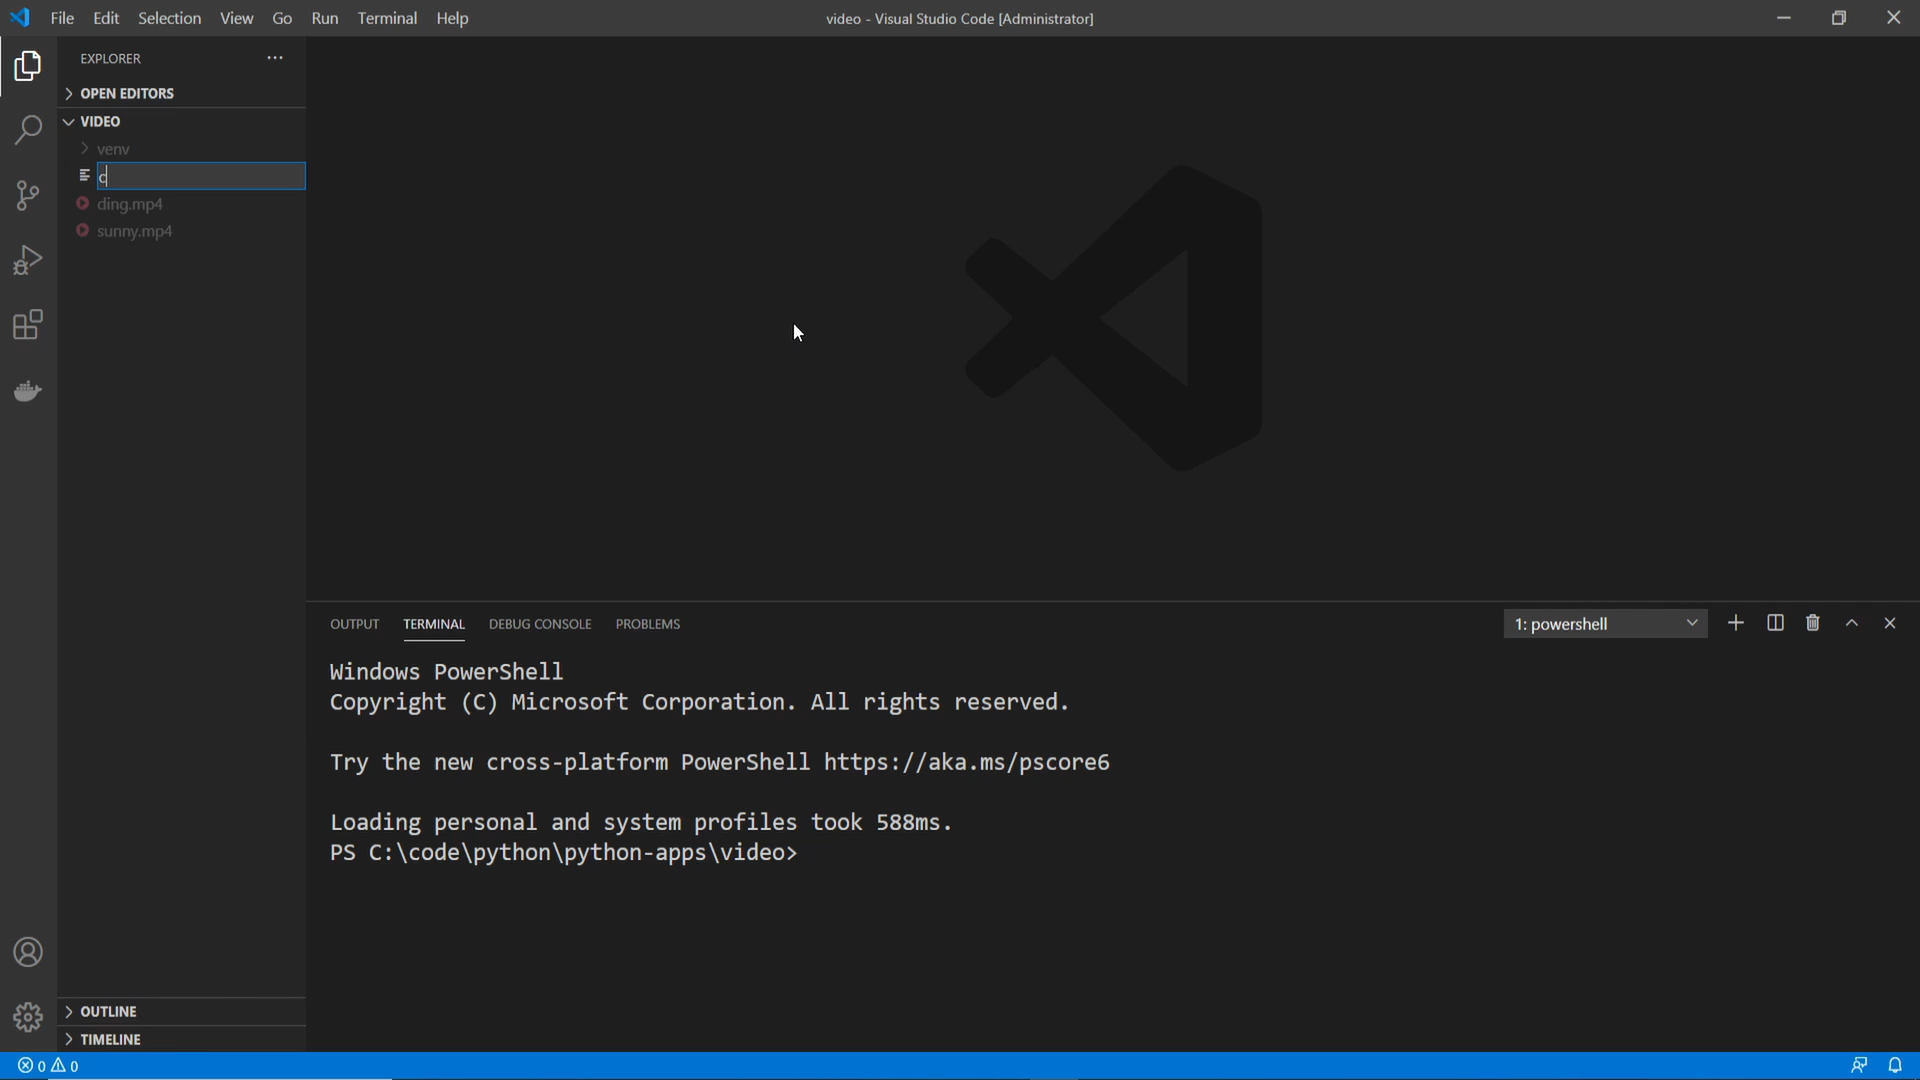 File Edit Selection View Go Run Terminal Help
video - Visual Studio Code [Administrator]
EXPLORER
OPEN EDITORS
VIDEO
venv
c
ding.mp4
sunny.mp4
OUTPUT TERMINAL DEBUG CONSOLE PROBLEMS
1: powershell
Windows PowerShell
Copyright (C) Microsoft Corporation. All rights reserved.
Try the new cross-platform PowerShell https://aka.ms/pscore6
Loading personal and system profiles took 588ms.
PS C:\code\python\python-apps\video>
OUTLINE
TIMELINE
0 0